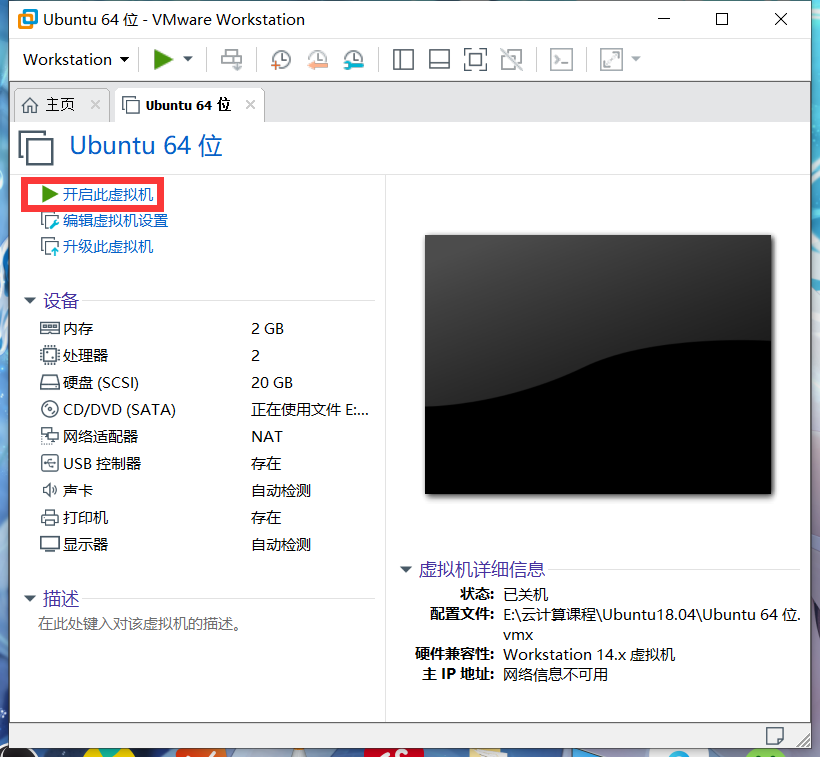 Ubuntu 64 位 - VMware Workstation
Workstation
主页
Ubuntu 64 位
Ubuntu 64 位
开启此虚拟机
编辑虚拟机设置
升级此虚拟机
设备
内存 2 GB
处理器 2
硬盘 (SCSI) 20 GB
CD/DVD (SATA) 正在使用文件 E:...
网络适配器 NAT
USB 控制器 存在
声卡 自动检测
打印机 存在
显示器 自动检测
描述
在此处键入对该虚拟机的描述。
虚拟机详细信息
状态: 已关机
配置文件: E:\云计算课程\Ubuntu18.04\Ubuntu 64 位.
vmx
硬件兼容性: Workstation 14.x 虚拟机
主 IP 地址: 网络信息不可用